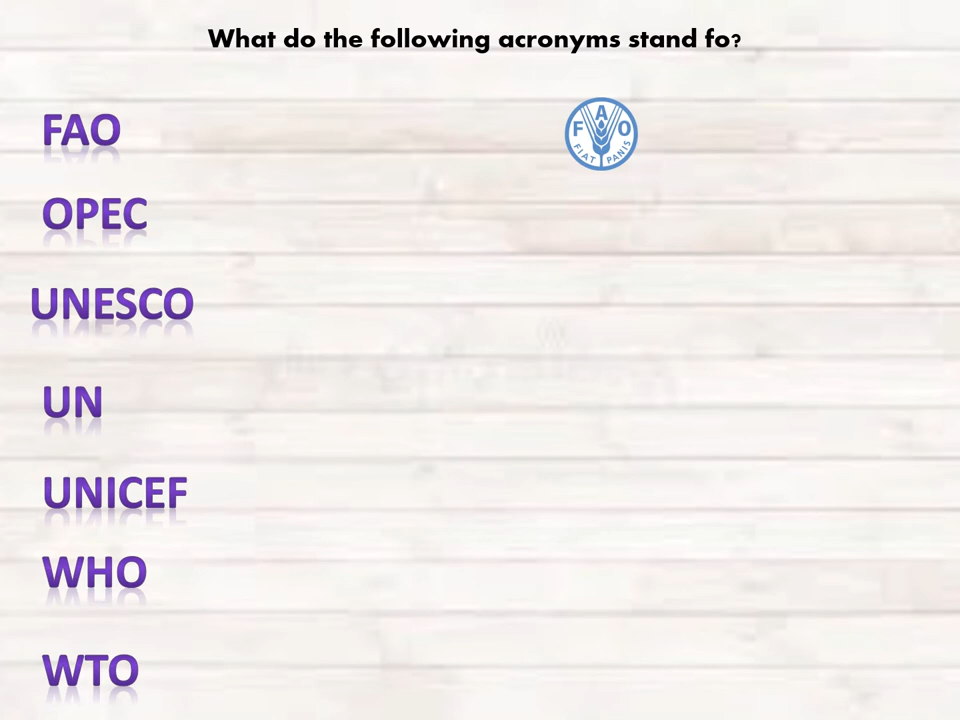 What do the following acronyms stand fo?
FAO
F A O
FIAT PANIS
OPEC
UNESCO
UN
UNICEF
WHO
WTO